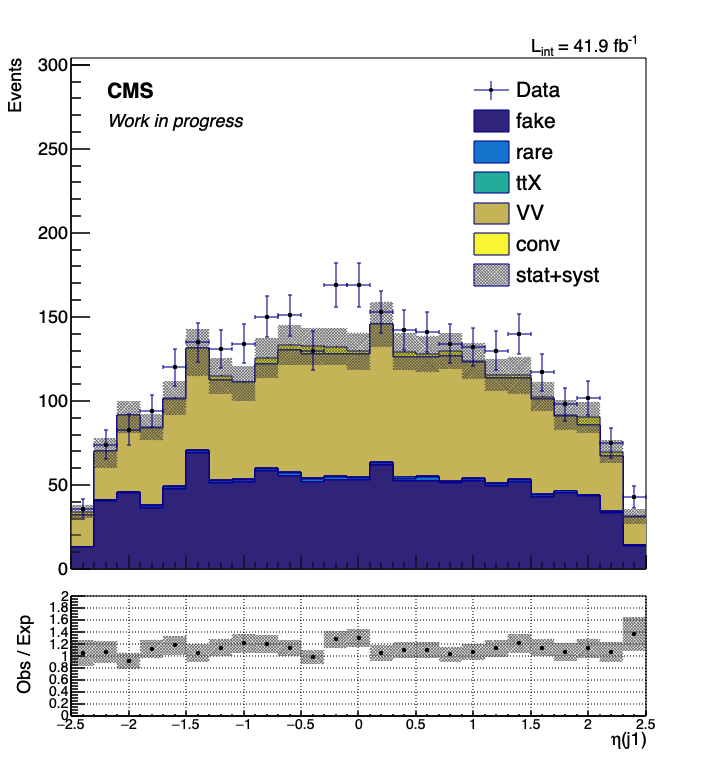 L_int = 41.9 fb^-1
Events
300
250
200
150
100
50
0
CMS
Work in progress
Data
fake
rare
ttX
VV
conv
stat+syst
Obs / Exp
2
1.8
1.6
1.4
1.2
1
0.8
0.6
0.4
0.2
0
−2.5 −2 −1.5 −1 −0.5 0 0.5 1 1.5 2 2.5
η(j1)